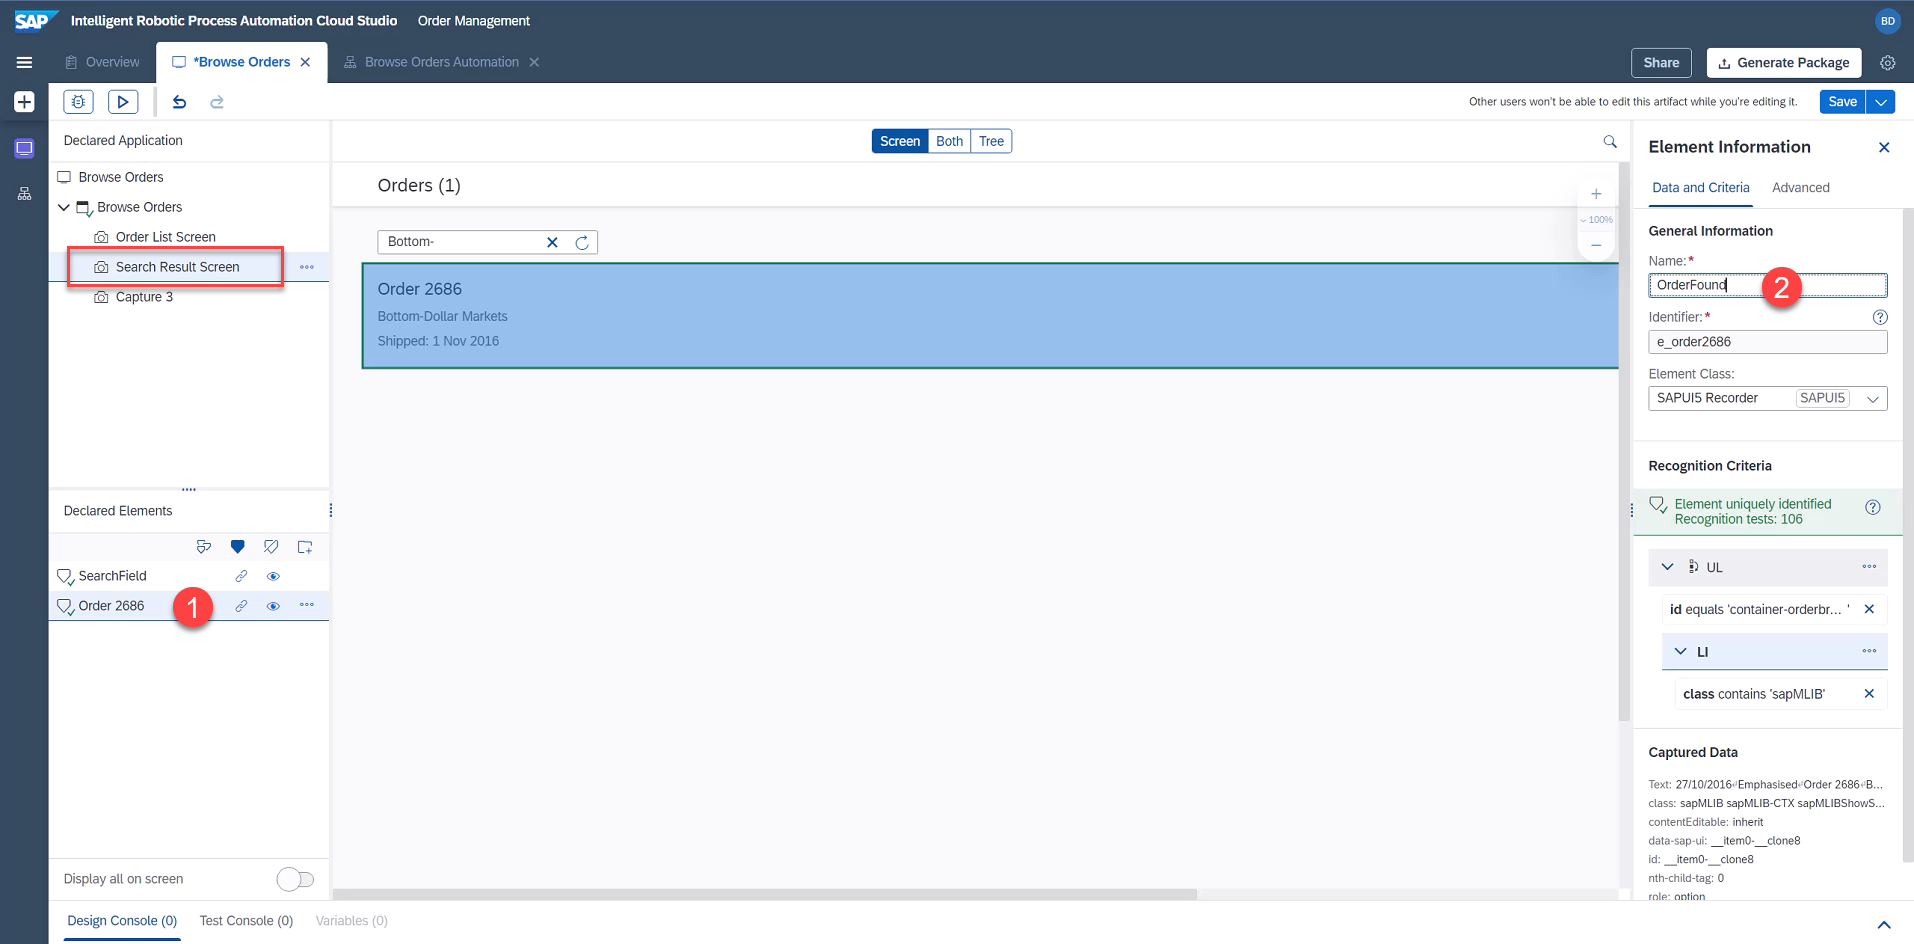 SAP Intelligent Robotic Process Automation Cloud Studio Order Management BD
Overview *Browse Orders Browse Orders Automation Share Generate Package
Other users won't be able to edit this artifact while you're editing it. Save
Declared Application
Browse Orders
Browse Orders
Order List Screen
Search Result Screen
Capture 3
Declared Elements
SearchField
Order 2686
1
Display all on screen
Screen Both Tree
Orders (1)
100%
Bottom-
Order 2686
Bottom-Dollar Markets
Shipped: 1 Nov 2016
Element Information
Data and Criteria Advanced
General Information
Name:*
OrderFound
2
Identifier:*
e_order2686
Element Class:
SAPUI5 Recorder SAPUI5
Recognition Criteria
Element uniquely identified
Recognition tests: 106
UL
id equals 'container-orderbr... '
LI
class contains 'sapMLIB'
Captured Data
Text: 27/10/2016↵Emphasised↵Order 2686↵B...
class: sapMLIB sapMLIB-CTX sapMLIBShowS...
contentEditable: inherit
data-sap-ui: __item0-__clone8
id: __item0-__clone8
nth-child-tag: 0
role: option
Design Console (0) Test Console (0) Variables (0)